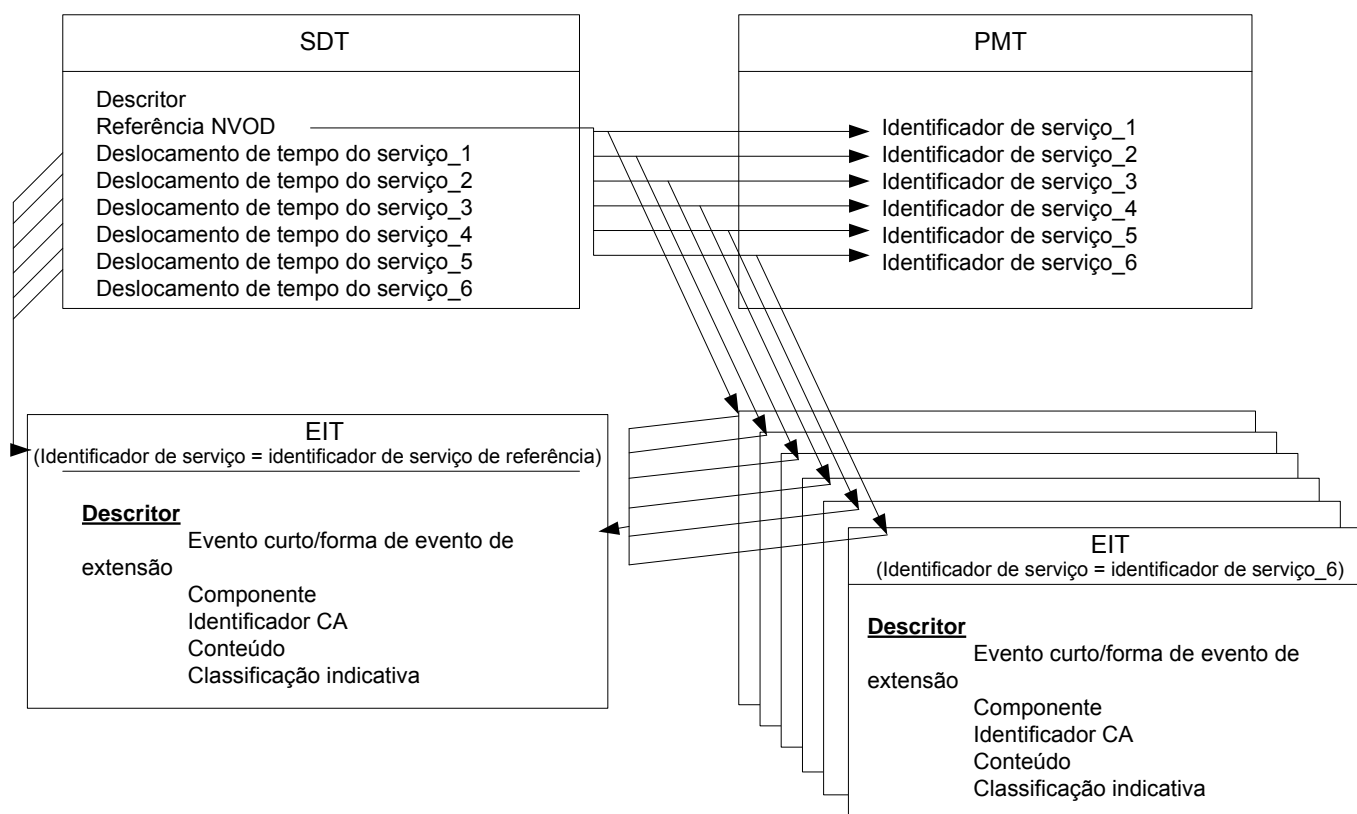 SDT
Descritor
Referência NVOD
Deslocamento de tempo do serviço_1
Deslocamento de tempo do serviço_2
Deslocamento de tempo do serviço_3
Deslocamento de tempo do serviço_4
Deslocamento de tempo do serviço_5
Deslocamento de tempo do serviço_6
PMT
Identificador de serviço_1
Identificador de serviço_2
Identificador de serviço_3
Identificador de serviço_4
Identificador de serviço_5
Identificador de serviço_6
EIT
(Identificador de serviço = identificador de serviço de referência)
Descritor
Evento curto/forma de evento de
extensão
Componente
Identificador CA
Conteúdo
Classificação indicativa
EIT
(Identificador de serviço = identificador de serviço_6)
Descritor
Evento curto/forma de evento de
extensão
Componente
Identificador CA
Conteúdo
Classificação indicativa